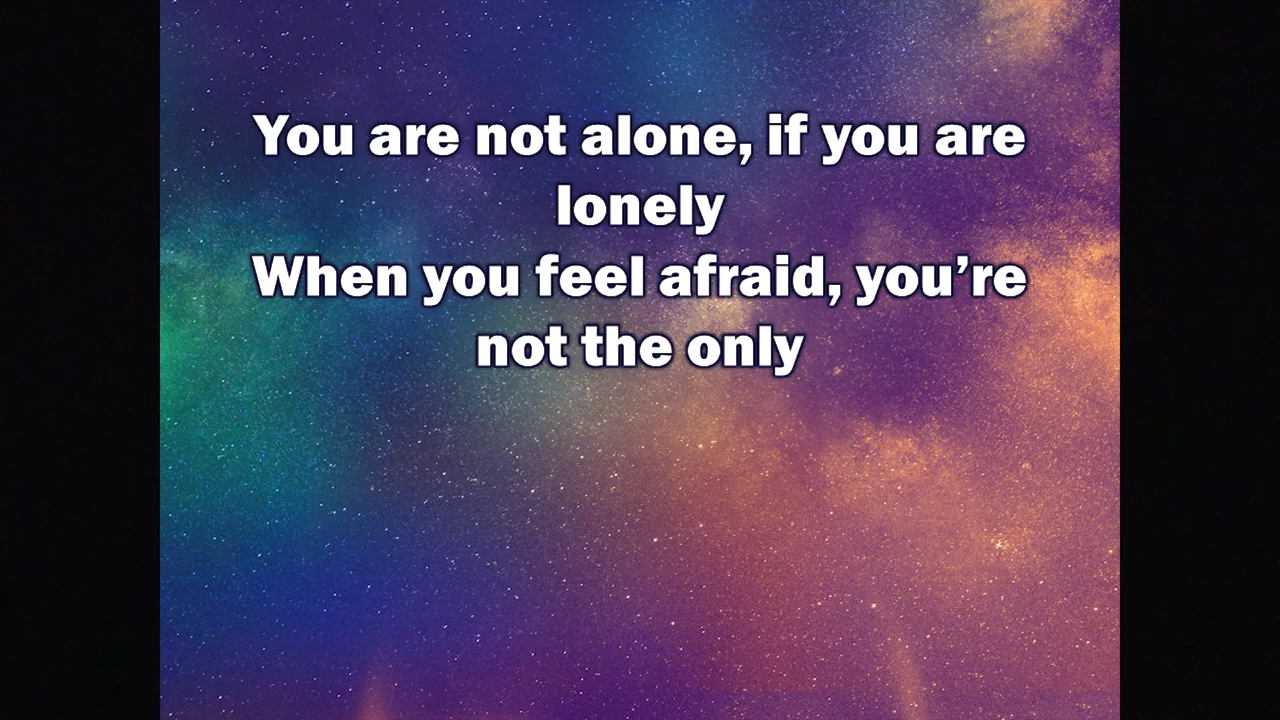 You are not alone, if you are
lonely
When you feel afraid, you’re
not the only